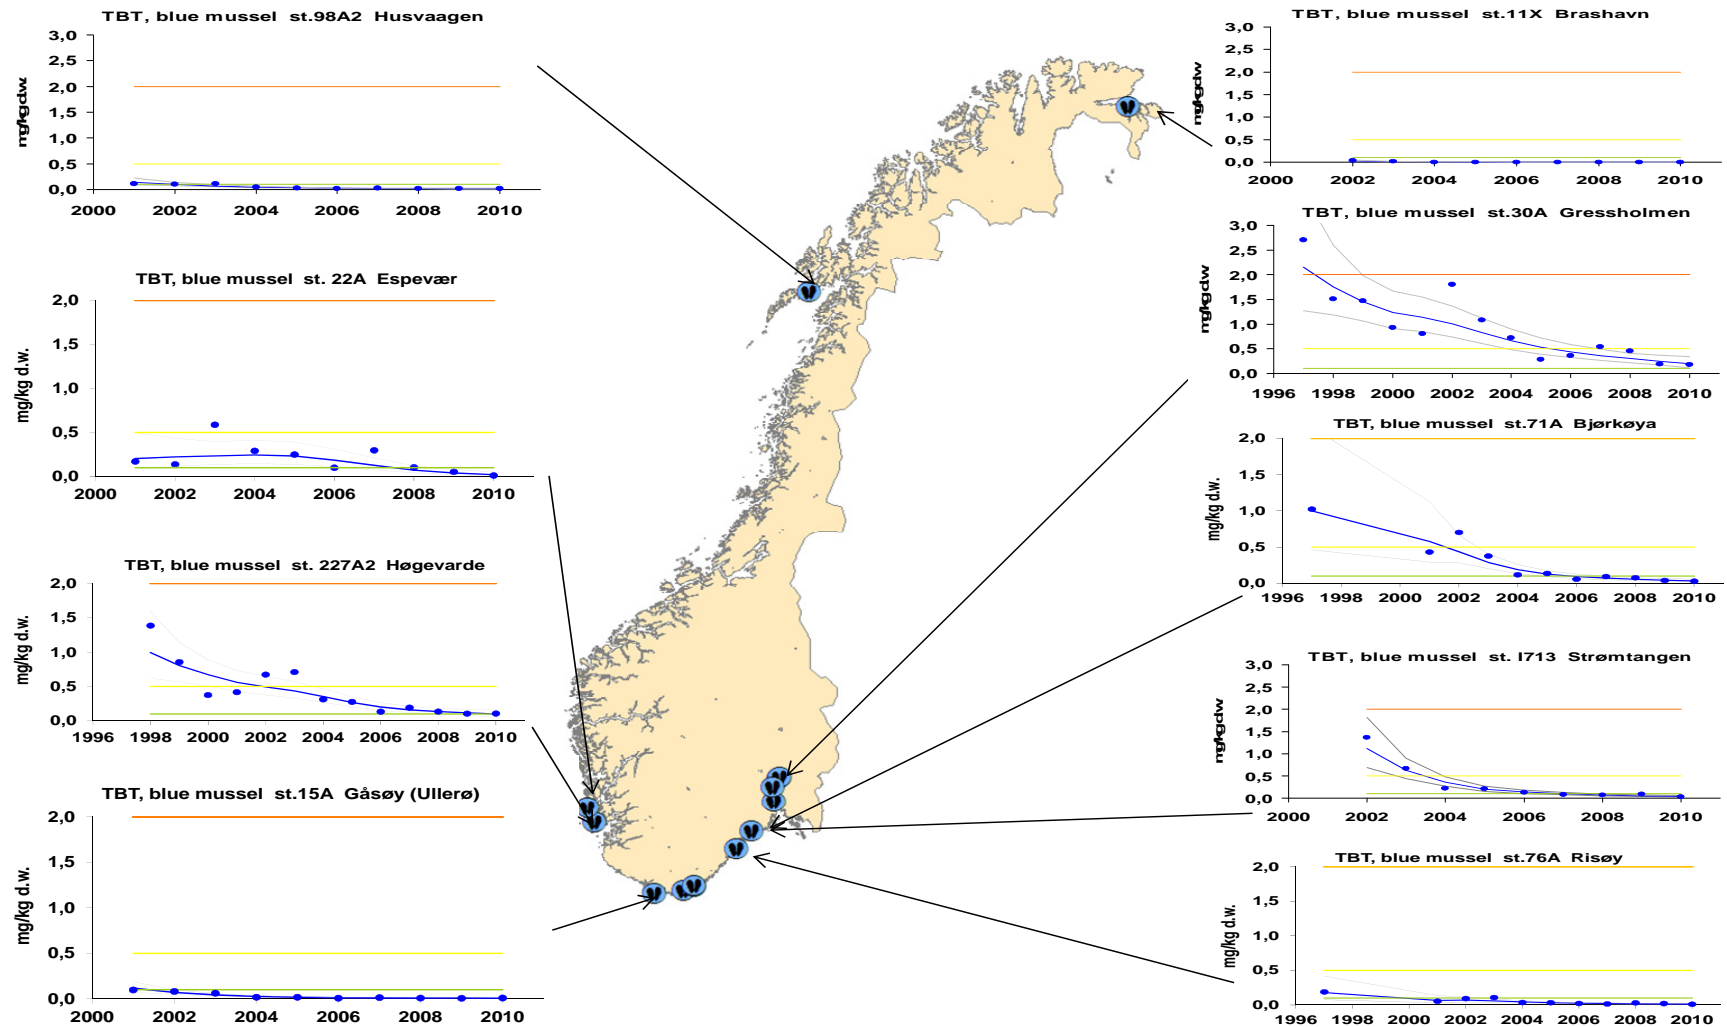 TBT, blue mussel st.98A2 Husvaagen
3,0
2,5
2,0
1,5
1,0
0,5
0,0
mg/kg d.w.
2000 2002 2004 2006 2008 2010
TBT, blue mussel st. 22A Espevær
2,0
1,5
1,0
0,5
0,0
mg/kg d.w.
2000 2002 2004 2006 2008 2010
TBT, blue mussel st. 227A2 Høgevarde
2,0
1,5
1,0
0,5
0,0
mg/kg d.w.
1996 1998 2000 2002 2004 2006 2008 2010
TBT, blue mussel st.15A Gåsøy (Ullerø)
2,0
1,5
1,0
0,5
0,0
mg/kg d.w.
2000 2002 2004 2006 2008 2010
TBT, blue mussel st.11X Brashavn
3,0
2,5
2,0
1,5
1,0
0,5
0,0
mg/kg d.w.
2000 2002 2004 2006 2008 2010
TBT, blue mussel st.30A Gressholmen
3,0
2,5
2,0
1,5
1,0
0,5
0,0
mg/kg d.w.
1996 1998 2000 2002 2004 2006 2008 2010
TBT, blue mussel st.71A Bjørkøya
2,0
1,5
1,0
0,5
0,0
mg/kg d.w.
1996 1998 2000 2002 2004 2006 2008 2010
TBT, blue mussel st. I713 Strømtangen
3,0
2,5
2,0
1,5
1,0
0,5
0,0
mg/kg d.w.
2000 2002 2004 2006 2008 2010
TBT, blue mussel st.76A Risøy
2,0
1,5
1,0
0,5
0,0
mg/kg d.w.
1996 1998 2000 2002 2004 2006 2008 2010